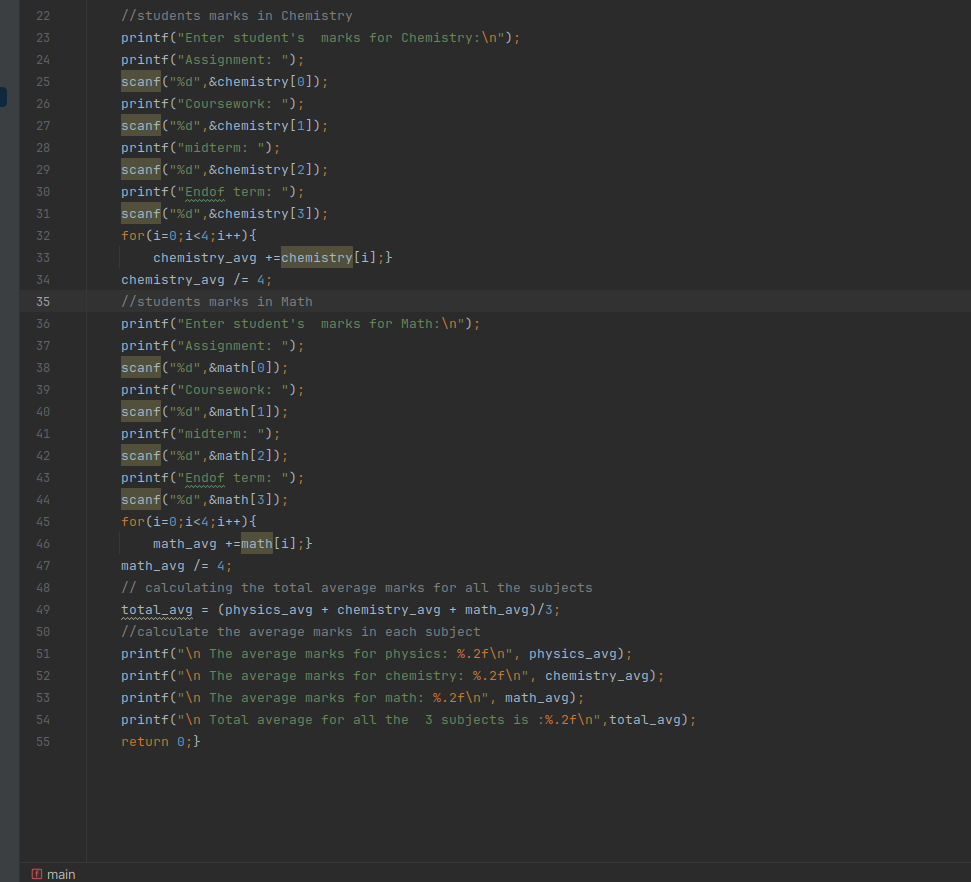 22 //students marks in Chemistry
23 printf("Enter student's  marks for Chemistry:\n");
24 printf("Assignment: ");
25 scanf("%d",&chemistry[0]);
26 printf("Coursework: ");
27 scanf("%d",&chemistry[1]);
28 printf("midterm: ");
29 scanf("%d",&chemistry[2]);
30 printf("Endof term: ");
31 scanf("%d",&chemistry[3]);
32 for(i=0;i<4;i++){
33     chemistry_avg +=chemistry[i];}
34 chemistry_avg /= 4;
35 //students marks in Math
36 printf("Enter student's  marks for Math:\n");
37 printf("Assignment: ");
38 scanf("%d",&math[0]);
39 printf("Coursework: ");
40 scanf("%d",&math[1]);
41 printf("midterm: ");
42 scanf("%d",&math[2]);
43 printf("Endof term: ");
44 scanf("%d",&math[3]);
45 for(i=0;i<4;i++){
46     math_avg +=math[i];}
47 math_avg /= 4;
48 // calculating the total average marks for all the subjects
49 total_avg = (physics_avg + chemistry_avg + math_avg)/3;
50 //calculate the average marks in each subject
51 printf("\n The average marks for physics: %.2f\n", physics_avg);
52 printf("\n The average marks for chemistry: %.2f\n", chemistry_avg);
53 printf("\n The average marks for math: %.2f\n", math_avg);
54 printf("\n Total average for all the  3 subjects is :%.2f\n",total_avg);
55 return 0;}
f main